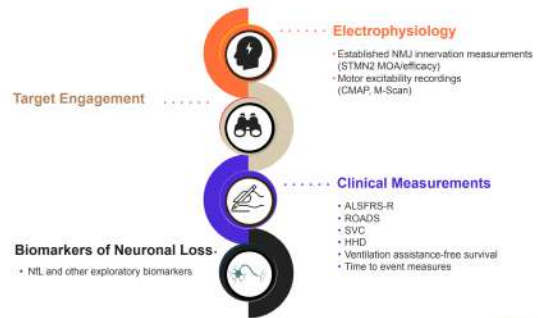 Electrophysiology
• Established NMJ innervation measurements
(STMN2 MOA/efficacy)
• Motor excitability recordings
(CMAP, M-Scan)
Target Engagement
Clinical Measurements
• ALSFRS-R
• ROADS
• SVC
• HHD
• Ventilation assistance-free survival
• Time to event measures
Biomarkers of Neuronal Loss
• NfL and other exploratory biomarkers